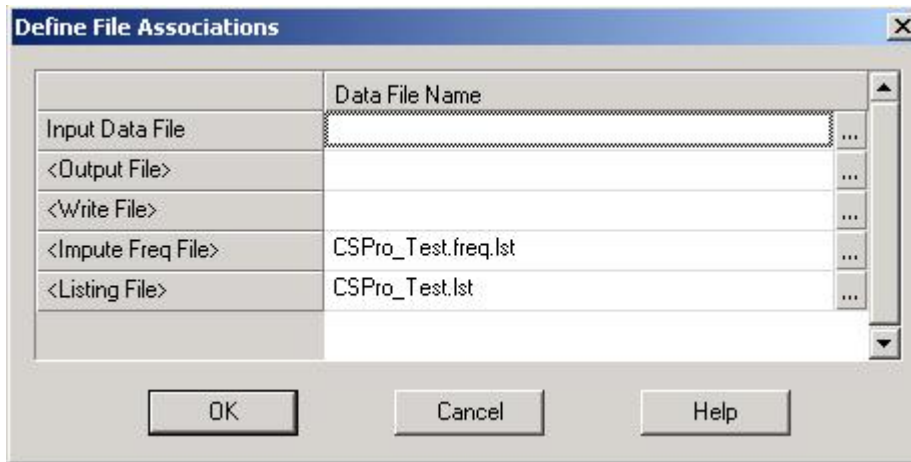 Define File Associations
Data File Name
Input Data File
...
<Output File>
...
<Write File>
...
<Impute Freq File> CSPro_Test.freq.lst
...
<Listing File> CSPro_Test.lst
...
OK Cancel Help